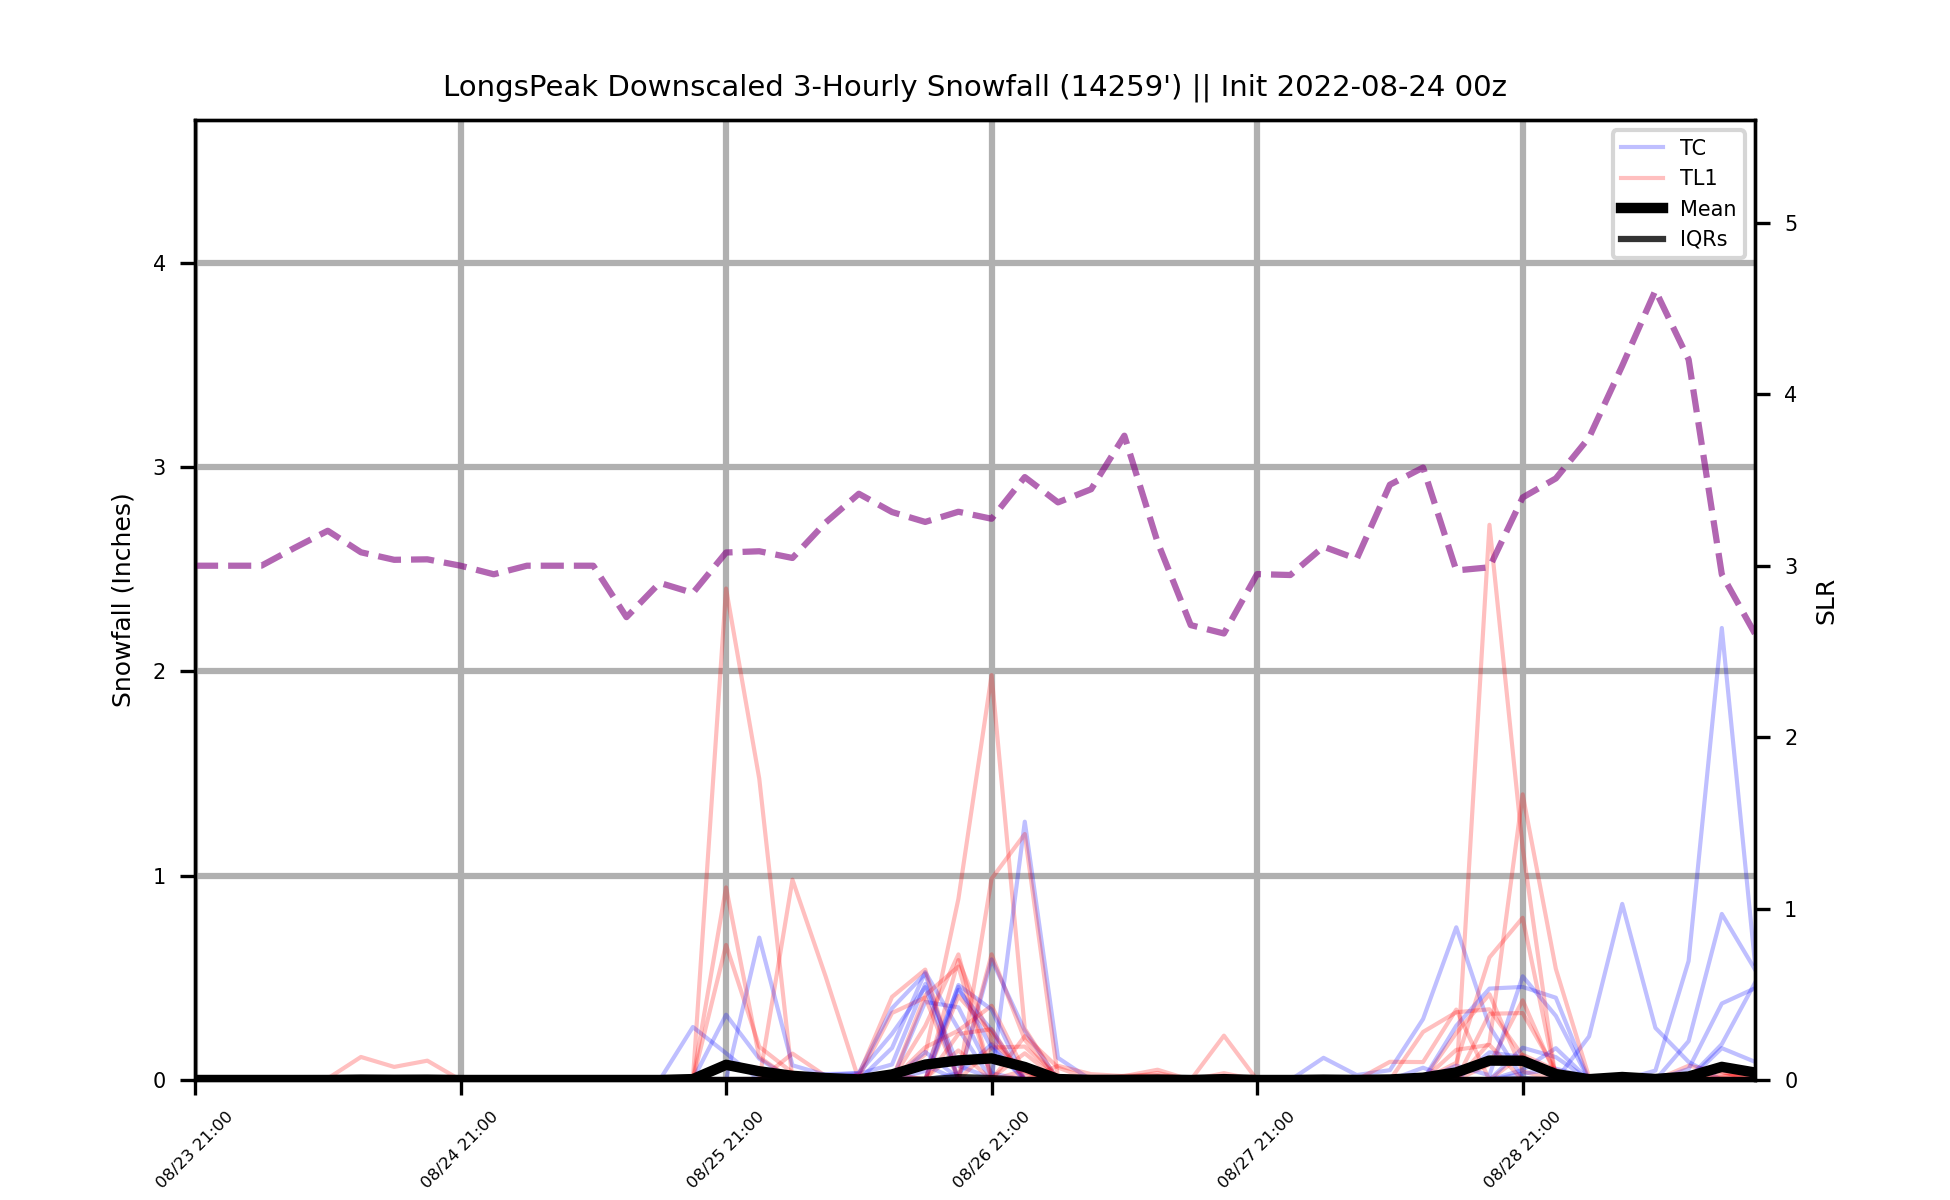 LongsPeak Downscaled 3-Hourly Snowfall (14259') || Init 2022-08-24 00z
TC
TL1
Mean
IQRs
Snowfall (Inches)
4
3
2
1
0
SLR
5
4
3
2
1
0
08/23 21:00
08/24 21:00
08/25 21:00
08/26 21:00
08/27 21:00
08/28 21:00